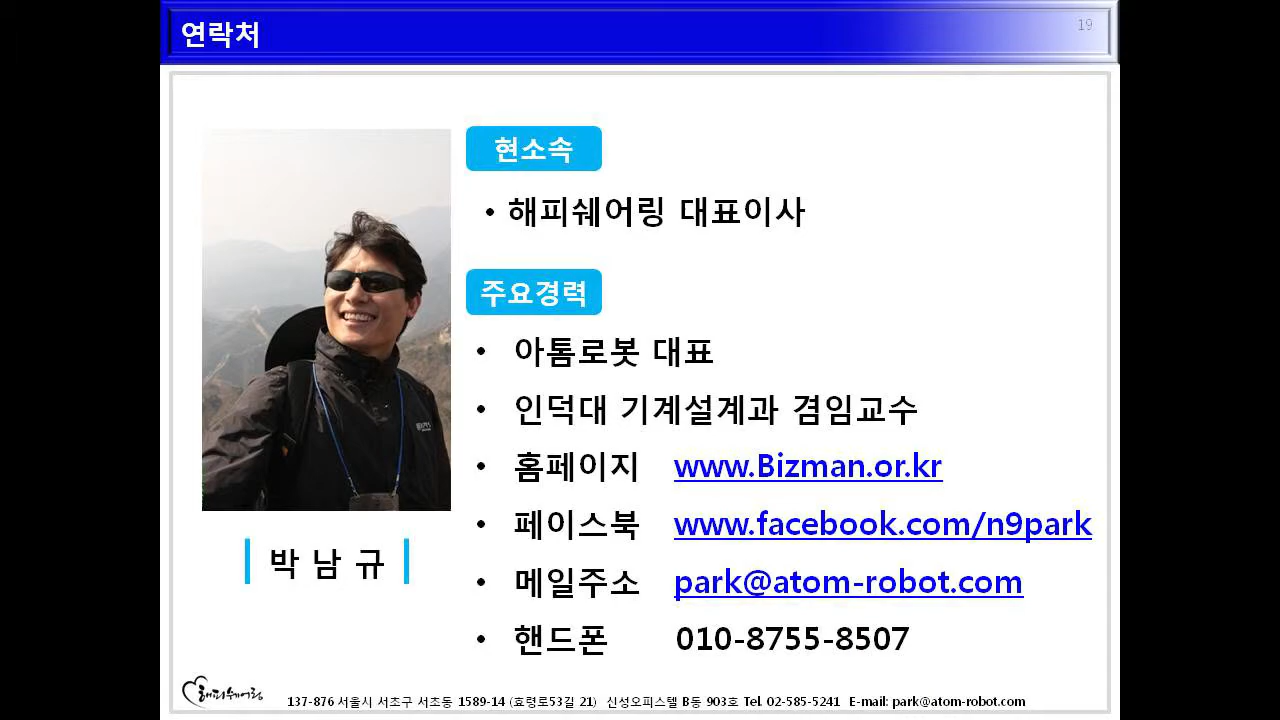 연락처
19
현소속
• 해피쉐어링 대표이사
주요경력
• 아톰로봇 대표
• 인덕대 기계설계과 겸임교수
• 홈페이지 www.Bizman.or.kr
• 페이스북 www.facebook.com/n9park
• 메일주소 park@atom-robot.com
• 핸드폰 010-8755-8507
박 남 규
해피쉐어링
137-876 서울시 서초구 서초동 1589-14 (효령로53길 21) 신성오피스텔 B동 903호 Tel. 02-585-5241 E-mail: park@atom-robot.com